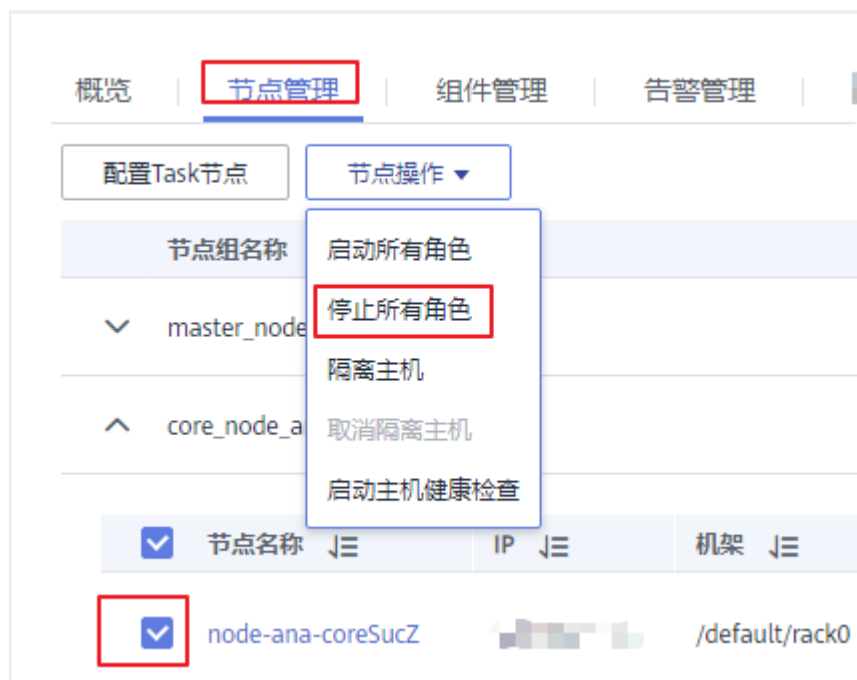 概览 节点管理 组件管理 告警管理
配置Task节点 节点操作
节点组名称 启动所有角色
停止所有角色
master_node
隔离主机
core_node_a 取消隔离主机
启动主机健康检查
节点名称 IP 机架
node-ana-coreSucZ /default/rack0